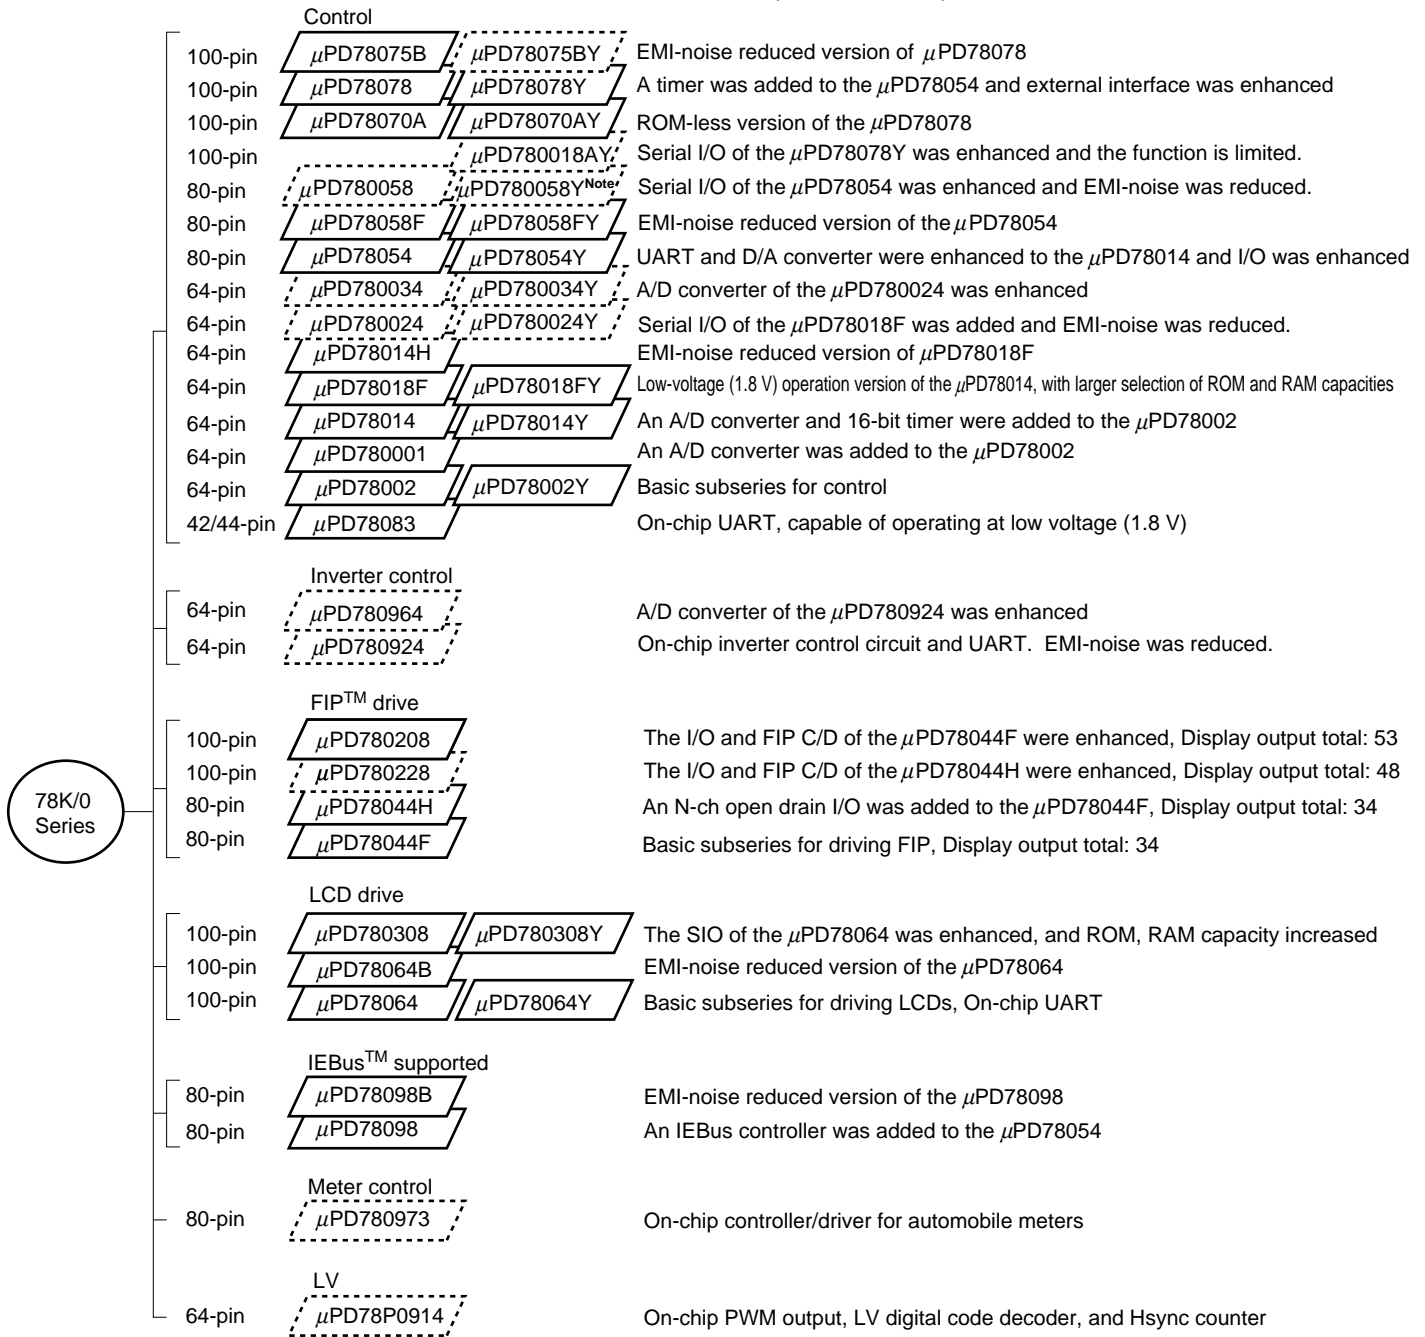 Control
100-pin μPD78075B μPD78075BY EMI-noise reduced version of μPD78078
100-pin μPD78078 μPD78078Y A timer was added to the μPD78054 and external interface was enhanced
100-pin μPD78070A μPD78070AY ROM-less version of the μPD78078
100-pin μPD780018AY Serial I/O of the μPD78078Y was enhanced and the function is limited.
80-pin μPD780058 μPD780058Y Note Serial I/O of the μPD78054 was enhanced and EMI-noise was reduced.
80-pin μPD78058F μPD78058FY EMI-noise reduced version of the μPD78054
80-pin μPD78054 μPD78054Y UART and D/A converter were enhanced to the μPD78014 and I/O was enhanced
64-pin μPD780034 μPD780034Y A/D converter of the μPD780024 was enhanced
64-pin μPD780024 μPD780024Y Serial I/O of the μPD78018F was added and EMI-noise was reduced.
64-pin μPD78014H EMI-noise reduced version of μPD78018F
64-pin μPD78018F μPD78018FY Low-voltage (1.8 V) operation version of the μPD78014, with larger selection of ROM and RAM capacities
64-pin μPD78014 μPD78014Y An A/D converter and 16-bit timer were added to the μPD78002
64-pin μPD78001 An A/D converter was added to the μPD78002
64-pin μPD78002 μPD78002Y Basic subseries for control
42/44-pin μPD78083 On-chip UART, capable of operating at low voltage (1.8 V)
Inverter control
64-pin μPD780964 A/D converter of the μPD780924 was enhanced
64-pin μPD780924 On-chip inverter control circuit and UART. EMI-noise was reduced.
FIP™ drive
100-pin μPD780208 The I/O and FIP C/D of the μPD78044F were enhanced, Display output total: 53
100-pin μPD780228 The I/O and FIP C/D of the μPD78044H were enhanced, Display output total: 48
78K/0 Series
80-pin μPD78044H An N-ch open drain I/O was added to the μPD78044F, Display output total: 34
80-pin μPD78044F Basic subseries for driving FIP, Display output total: 34
LCD drive
100-pin μPD780308 μPD780308Y The SIO of the μPD78064 was enhanced, and ROM, RAM capacity increased
100-pin μPD78064B EMI-noise reduced version of the μPD78064
100-pin μPD78064 μPD78064Y Basic subseries for driving LCDs, On-chip UART
IEBus™ supported
80-pin μPD78098B EMI-noise reduced version of the μPD78098
80-pin μPD78098 An IEBus controller was added to the μPD78054
Meter control
80-pin μPD780973 On-chip controller/driver for automobile meters
LV
64-pin μPD78P0914 On-chip PWM output, LV digital code decoder, and Hsync counter